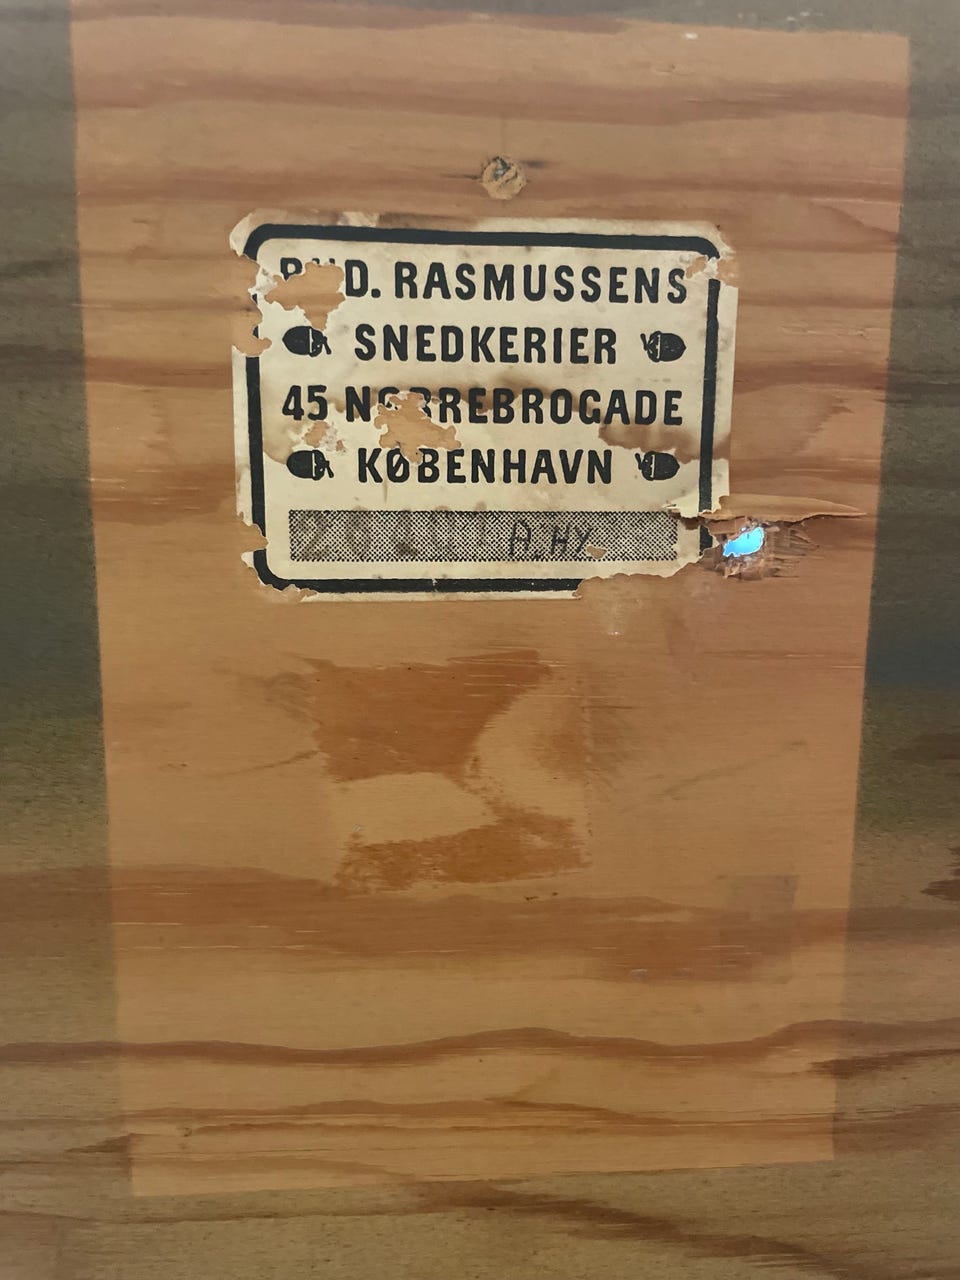 RUD. RASMUSSENS
SNEDKERIER
45 NØRREBROGADE
KØBENHAVN